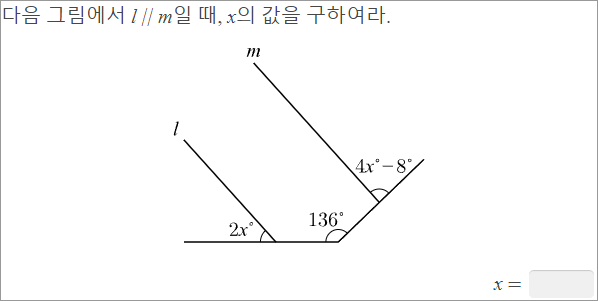 다음 그림에서 l // m일 때, x의 값을 구하여라.
m
l
4x°−8°
136°
2x°
x =